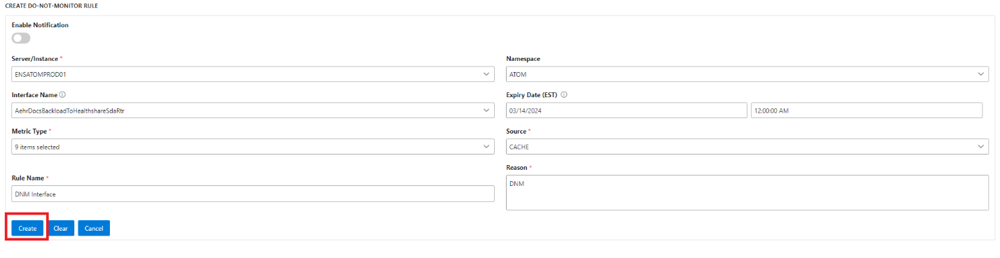 CREATE DO-NOT-MONITOR RULE
Enable Notification
Server/Instance *
ENSATOMPROD01
Namespace
ATOM
Interface Name
AehrDocsBackloadToHealthshareSdaRtr
Expiry Date (EST)
03/14/2024
12:00:00 AM
Metric Type *
9 items selected
Source *
CACHE
Rule Name *
DNM Interface
Reason *
DNM
Create
Clear
Cancel